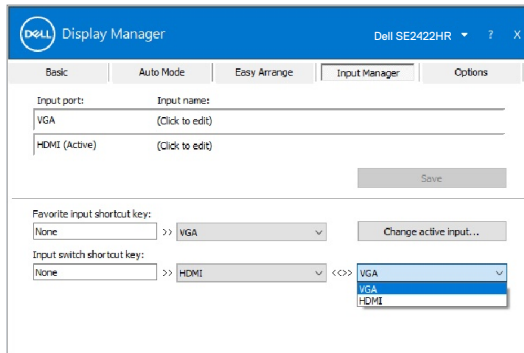 DELL Display Manager Dell SE2422HR ? X
Basic Auto Mode Easy Arrange Input Manager Options
Input port: Input name:
VGA (Click to edit)
HDMI (Active) (Click to edit)
Save
Favorite input shortcut key:
None >> VGA Change active input...
Input switch shortcut key:
None >> HDMI <<>> VGA
VGA
HDMI